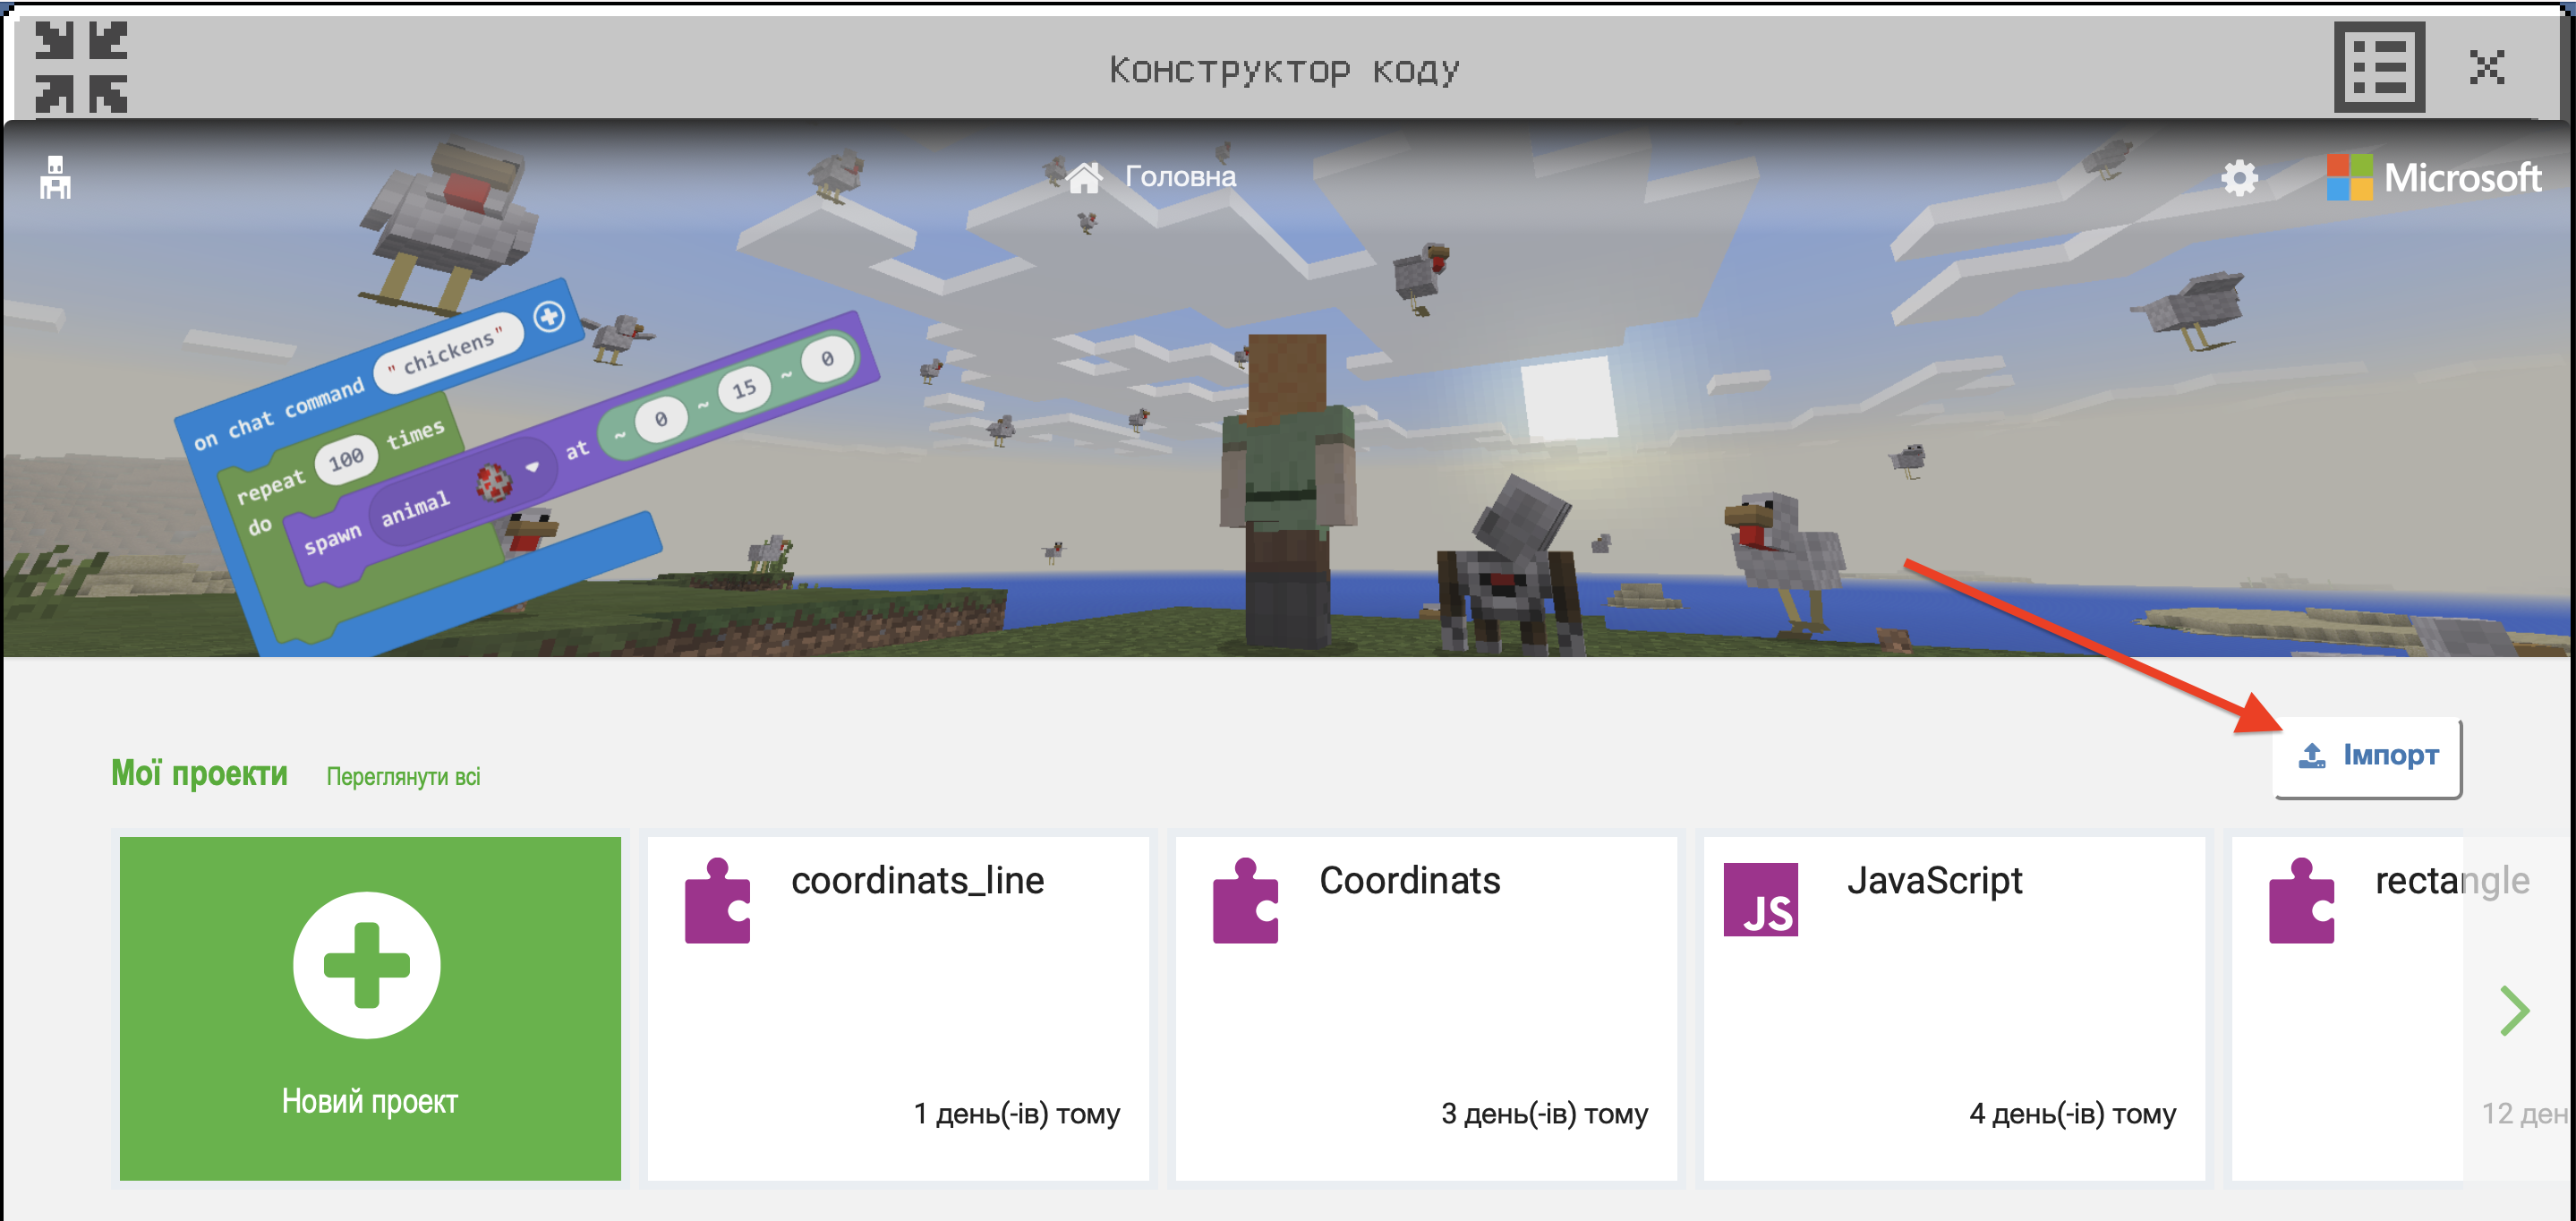 Конструктор коду
Головна
Microsoft
on chat command "chickens"
repeat 100 times
do
spawn animal at ~ 0 ~ 15 ~ 0
Мої проекти Переглянути всі
Імпорт
Новий проект
coordinats_line
1 день(-ів) тому
Coordinats
3 день(-ів) тому
JS JavaScript
4 день(-ів) тому
rectangle
12 ден